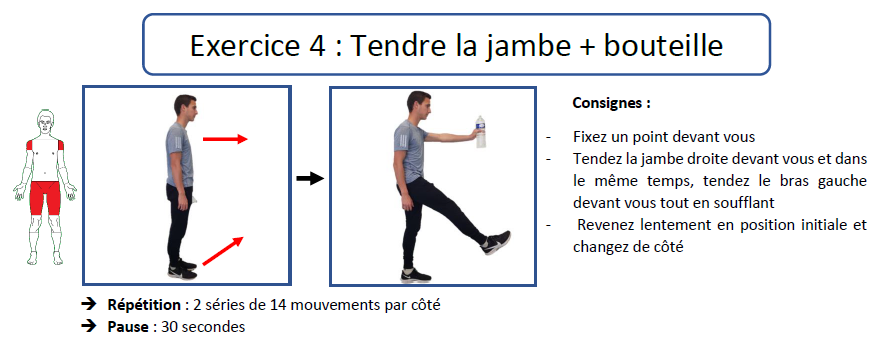 Exercice 4 : Tendre la jambe + bouteille
Consignes :
- Fixez un point devant vous
- Tendez la jambe droite devant vous et dans
le même temps, tendez le bras gauche
devant vous tout en soufflant
- Revenez lentement en position initiale et
changez de côté
➔ Répétition : 2 séries de 14 mouvements par côté
➔ Pause : 30 secondes